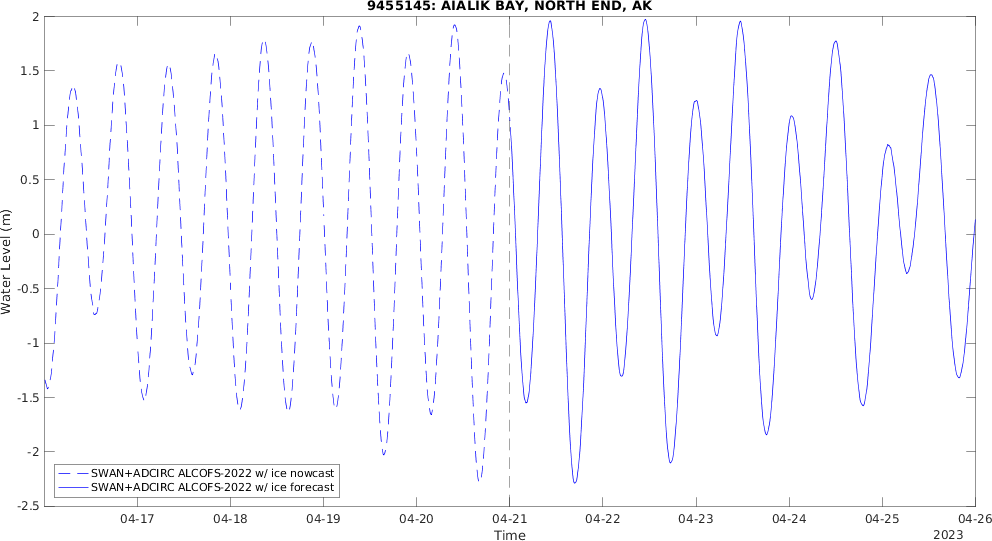 9455145: AIALIK BAY, NORTH END, AK
2
1.5
1
0.5
0
-0.5
-1
-1.5
-2
-2.5
Water Level (m)
SWAN+ADCIRC ALCOFS-2022 w/ ice nowcast
SWAN+ADCIRC ALCOFS-2022 w/ ice forecast
04-17 04-18 04-19 04-20 04-21 04-22 04-23 04-24 04-25 04-26
Time
2023